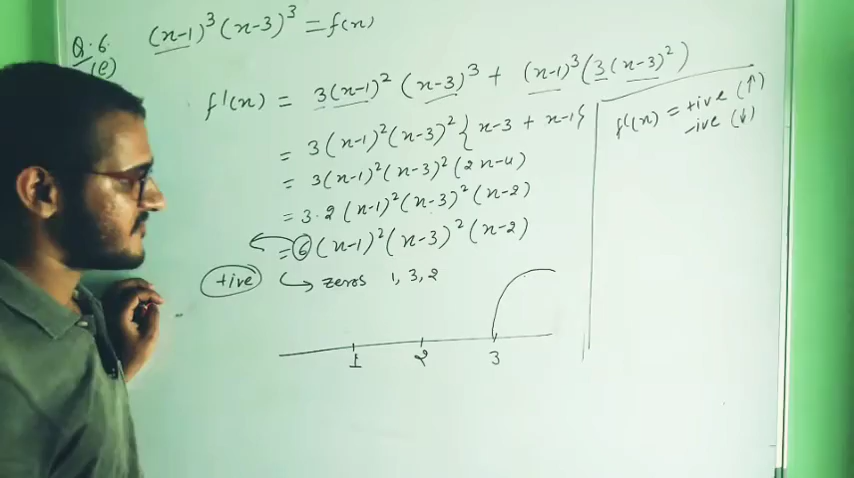 Q.6
(e)
(x-1)³(x-3)³ = f(x)
f'(x) = 3(x-1)² (x-3)³ + (x-1)³(3(x-3)²)
= 3(x-1)²(x-3)² { x-3 + x-1 }
= 3(x-1)²(x-3)²(2x-4)
= 3·2 (x-1)²(x-3)²(x-2)
= 6 (x-1)²(x-3)²(x-2)
+ive
zeros 1, 3, 2
1 2 3
f'(x) = +ive (↑)
-ive (↓)